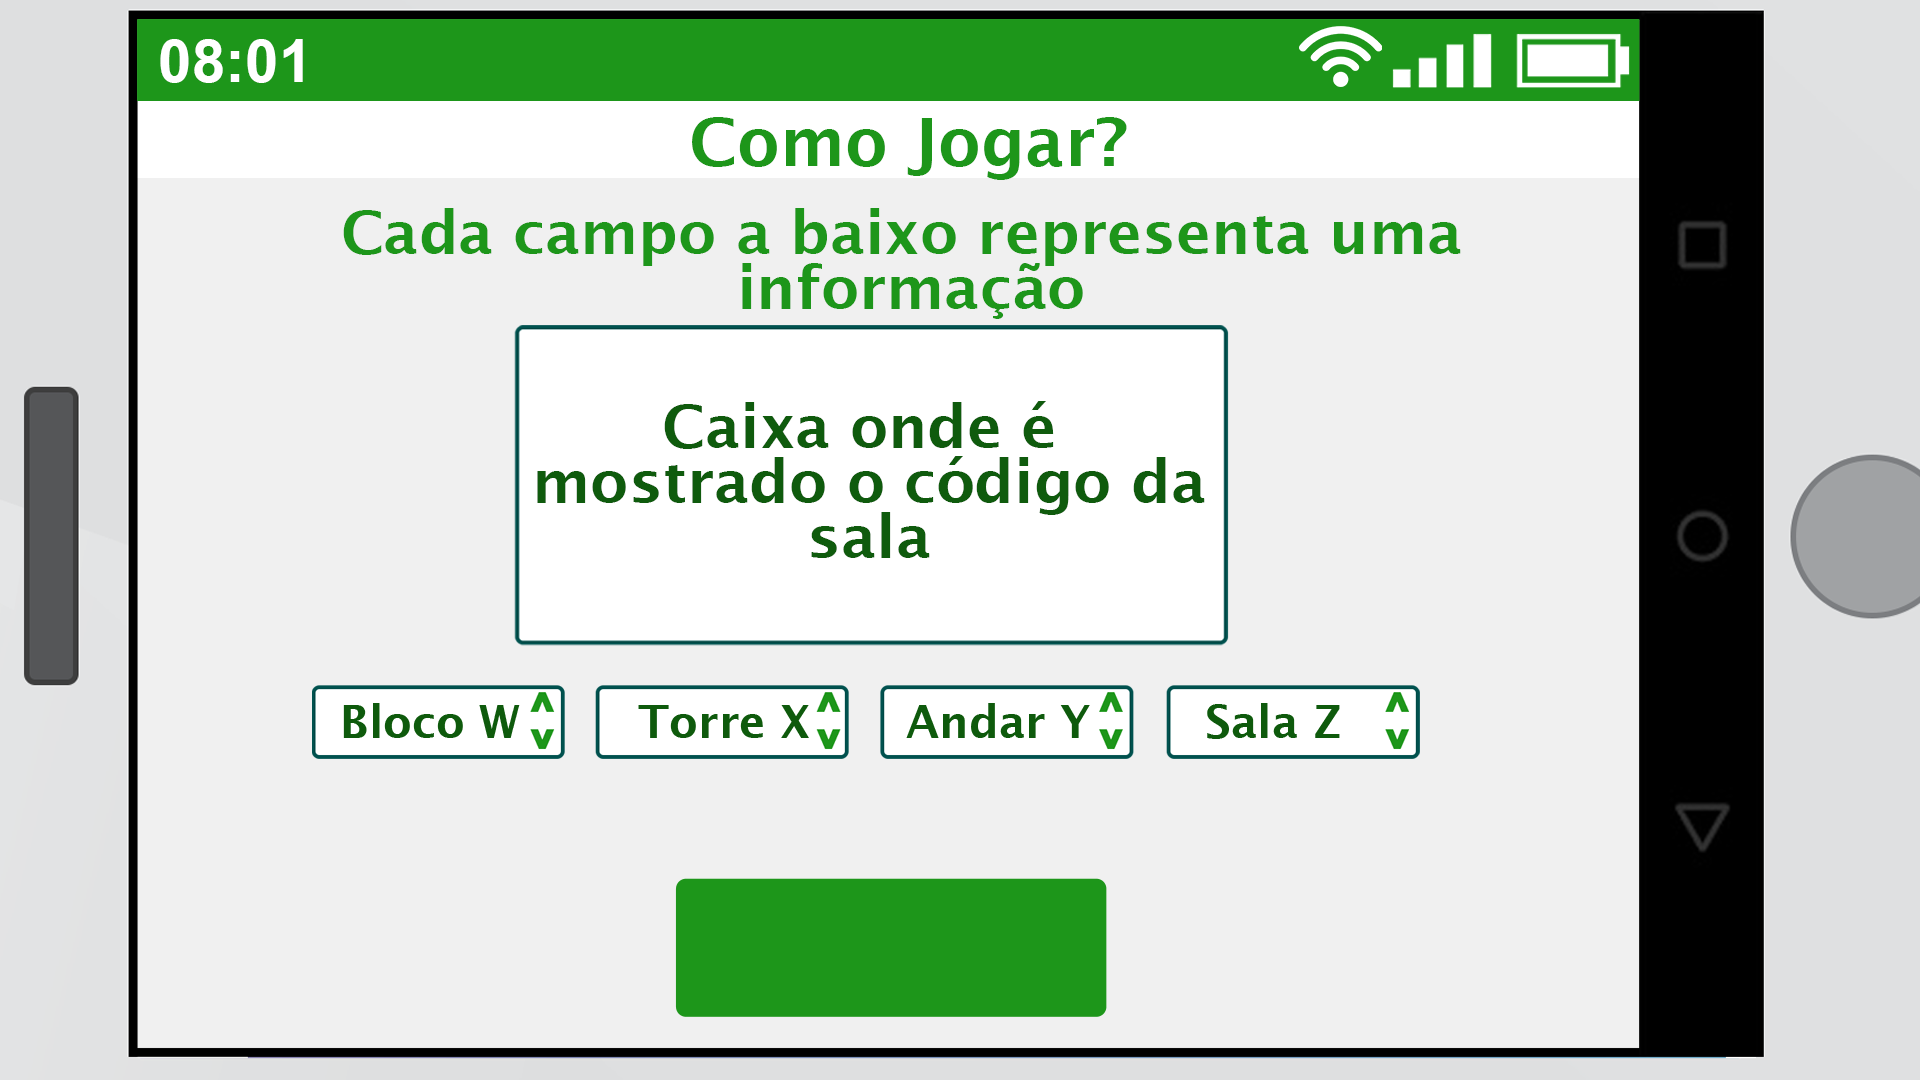 08:01
Como Jogar?
Cada campo a baixo representa uma
informação
Caixa onde é
mostrado o código da
sala
Bloco W
Torre X
Andar Y
Sala Z